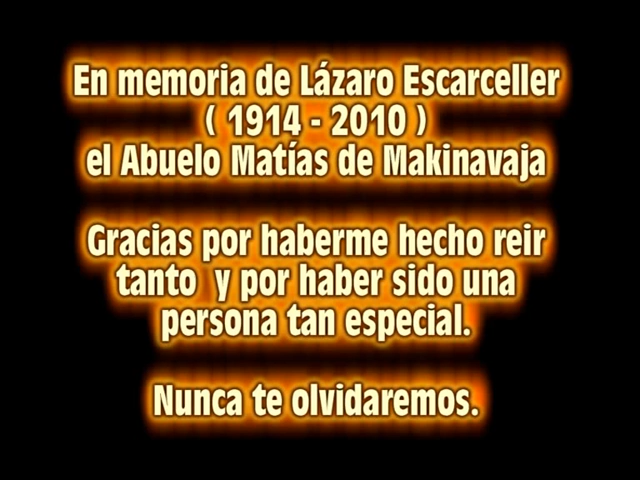 En memoria de Lázaro Escarceller
( 1914 - 2010 )
el Abuelo Matías de Makinavaja
Gracias por haberme hecho reir
tanto y por haber sido una
persona tan especial.
Nunca te olvidaremos.